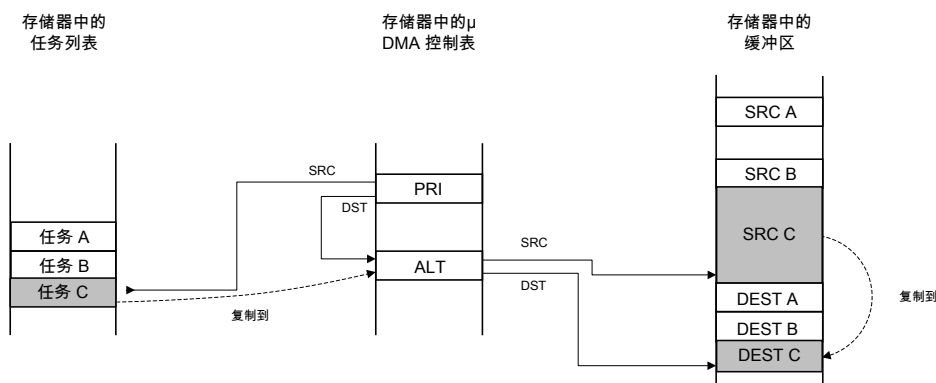 存储器中的
任务列表
存储器中的μ
DMA 控制表
存储器中的
缓冲区
SRC A
SRC B
SRC
PRI
DST
任务 A
任务 B
任务 C
ALT
SRC
DST
SRC C
复制到
DEST A
DEST B
DEST C
复制到